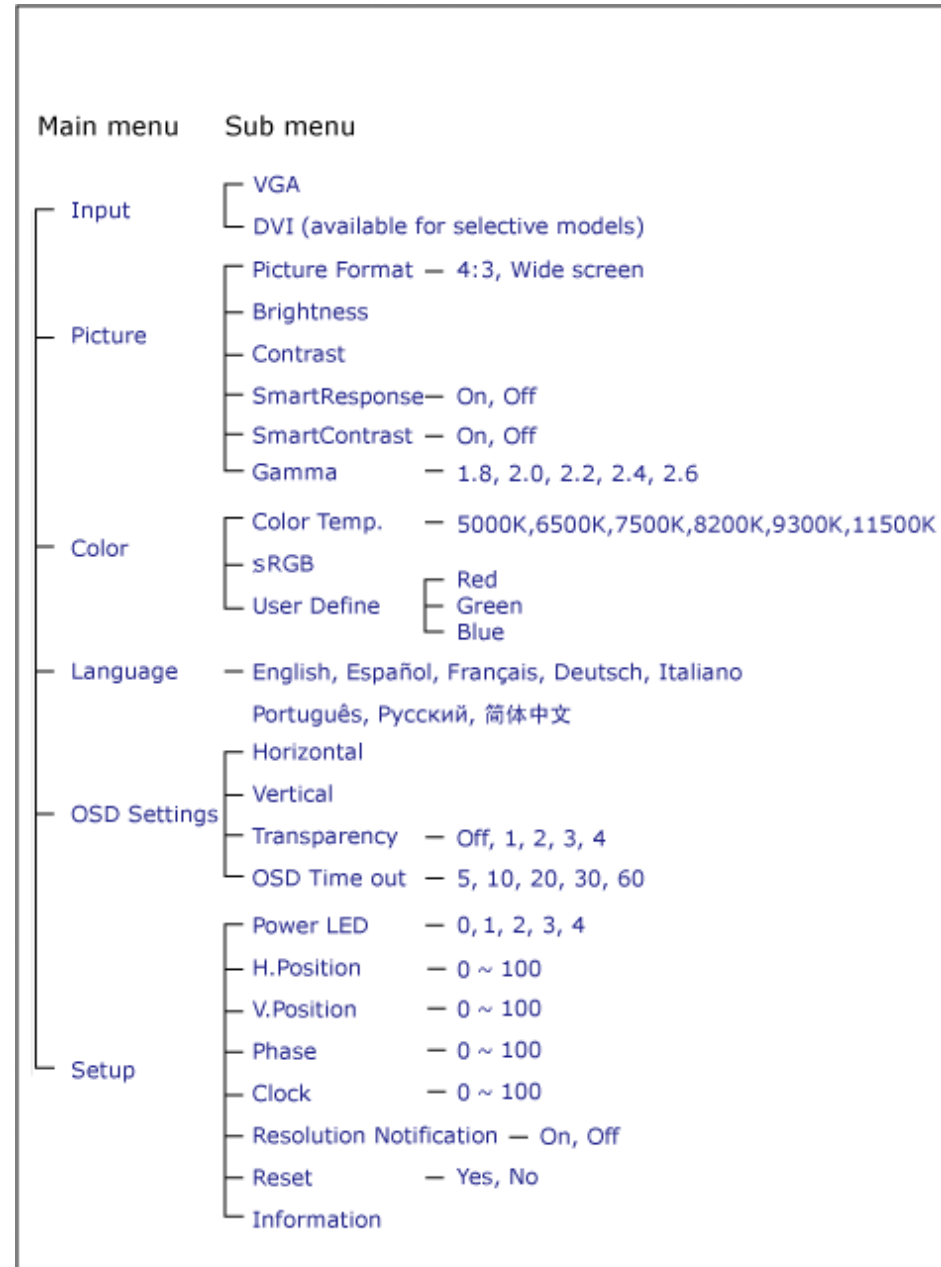 Main menu Sub menu
VGA
Input
DVI (available for selective models)
Picture Format — 4:3, Wide screen
Brightness
Picture
Contrast
SmartResponse— On, Off
SmartContrast — On, Off
Gamma — 1.8, 2.0, 2.2, 2.4, 2.6
Color Temp. — 5000K,6500K,7500K,8200K,9300K,11500K
Color
sRGB
Red
User Define
Green
Blue
Language — English, Español, Français, Deutsch, Italiano
Português, Русский, 简体中文
Horizontal
Vertical
OSD Settings
Transparency — Off, 1, 2, 3, 4
OSD Time out — 5, 10, 20, 30, 60
Power LED — 0, 1, 2, 3, 4
H.Position — 0 ~ 100
V.Position — 0 ~ 100
Phase — 0 ~ 100
Setup
Clock — 0 ~ 100
Resolution Notification — On, Off
Reset — Yes, No
Information